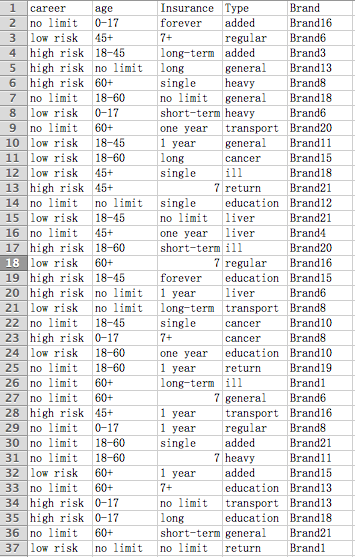 1 career age Insurance Type Brand
2 no limit 0-17 forever added Brand16
3 low risk 45+ 7+ regular Brand6
4 high risk 18-45 long-term added Brand3
5 high risk no limit long general Brand13
6 high risk 60+ single heavy Brand8
7 no limit 18-60 no limit general Brand18
8 low risk 0-17 short-term heavy Brand6
9 no limit 60+ one year transport Brand20
10 low risk 18-45 1 year general Brand11
11 low risk 18-60 long cancer Brand15
12 low risk 45+ single ill Brand18
13 high risk 45+ 7 return Brand21
14 no limit no limit single education Brand12
15 low risk 18-45 no limit liver Brand21
16 no limit 45+ one year liver Brand4
17 high risk 18-60 short-term ill Brand20
18 low risk 60+ 7 regular Brand16
19 high risk 18-45 forever education Brand15
20 high risk no limit 1 year liver Brand6
21 low risk no limit long-term transport Brand8
22 no limit 18-45 single cancer Brand10
23 high risk 0-17 7+ cancer Brand8
24 low risk 18-60 one year education Brand10
25 no limit 18-60 1 year return Brand19
26 no limit 60+ long-term ill Brand1
27 no limit 60+ 7 general Brand6
28 high risk 45+ 1 year transport Brand16
29 no limit 0-17 1 year regular Brand8
30 no limit 18-60 single added Brand21
31 no limit 18-60 7 heavy Brand11
32 low risk 60+ 1 year added Brand15
33 no limit 60+ 7+ education Brand13
34 high risk 0-17 no limit transport Brand13
35 high risk 0-17 long education Brand18
36 no limit 60+ short-term general Brand21
37 low risk no limit no limit return Brand1